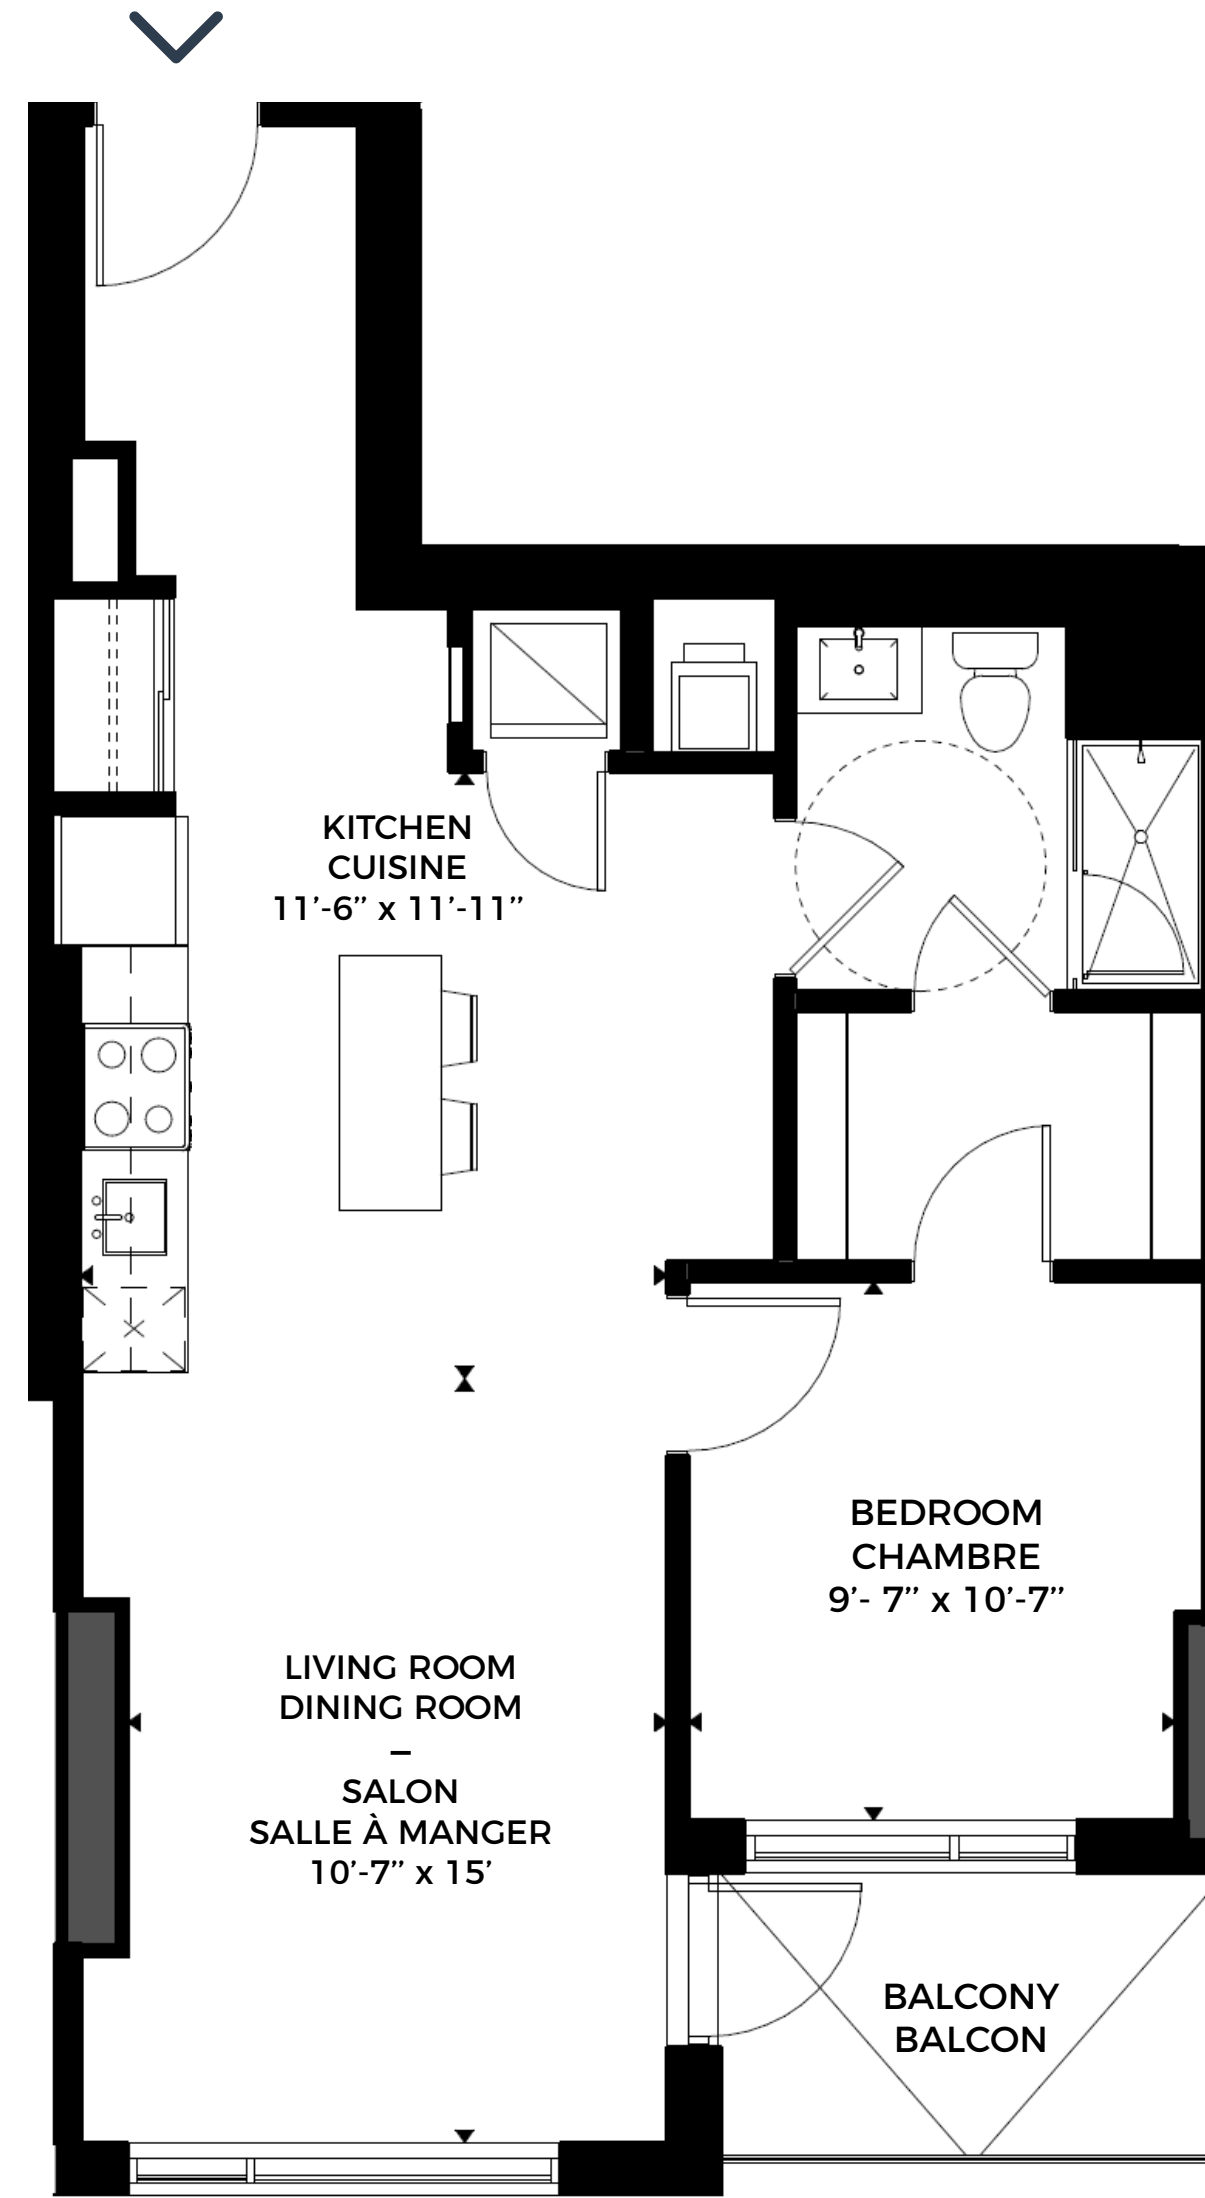 KITCHEN
CUISINE
11’-6” x 11’-11”
BEDROOM
CHAMBRE
9’- 7” x 10’-7”
LIVING ROOM
DINING ROOM
–
SALON
SALLE À MANGER
10’-7” x 15’
BALCONY
BALCON